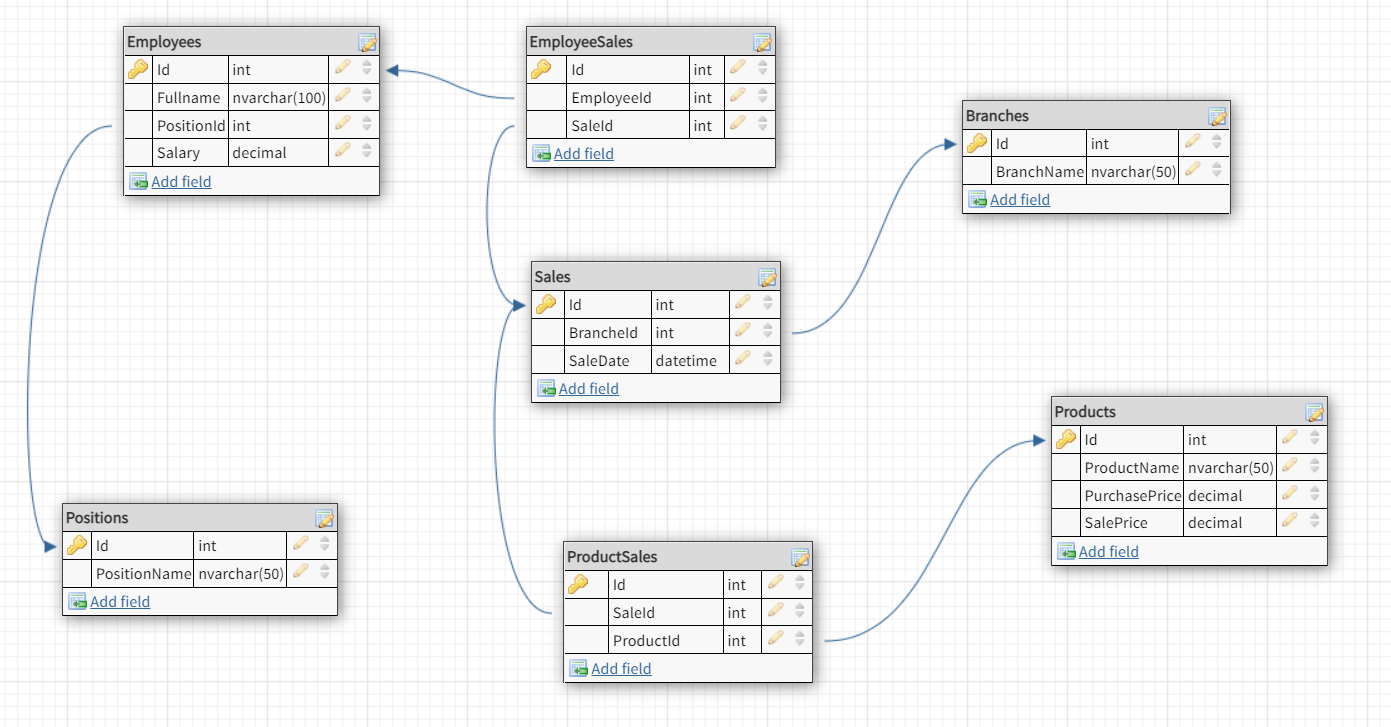 Employees
Id int
Fullname nvarchar(100)
PositionId int
Salary decimal
Add field
EmployeeSales
Id int
EmployeeId int
SaleId int
Add field
Branches
Id int
BranchName nvarchar(50)
Add field
Sales
Id int
BrancheId int
SaleDate datetime
Add field
Products
Id int
ProductName nvarchar(50)
PurchasePrice decimal
SalePrice decimal
Add field
Positions
Id int
PositionName nvarchar(50)
Add field
ProductSales
Id int
SaleId int
ProductId int
Add field